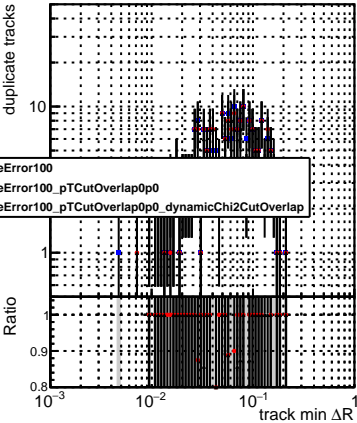 duplicate tracks
10
eError100
eError100_pTCutOverlap0p0
eError100_pTCutOverlap0p0_dynamicChi2CutOverlap
1
Ratio
1
0.9
0.8
10−3 10−2 10−1 1
track min ΔR